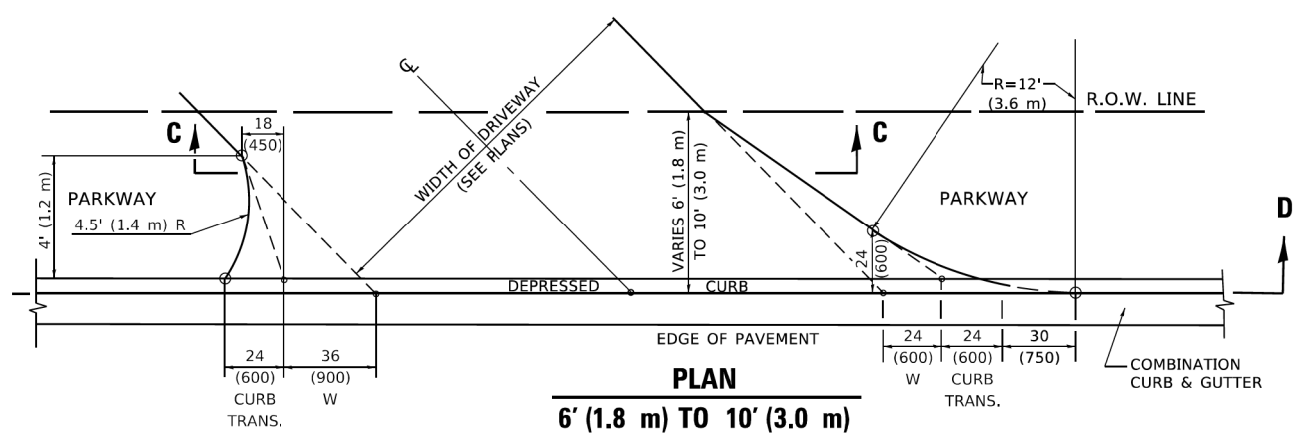 ℄
WIDTH OF DRIVEWAY
(SEE PLANS)
R=12'
(3.6 m)
R.O.W. LINE
C
18
(450)
C
4' (1.2 m)
PARKWAY
4.5' (1.4 m) R
VARIES 6' (1.8 m)
TO 10' (3.0 m)
PARKWAY
24
(600)
D
DEPRESSED CURB
EDGE OF PAVEMENT
24
(600)
CURB
TRANS.
36
(900)
W
24
(600)
W
24
(600)
CURB
TRANS.
30
(750)
COMBINATION
CURB & GUTTER
PLAN
6' (1.8 m) TO 10' (3.0 m)